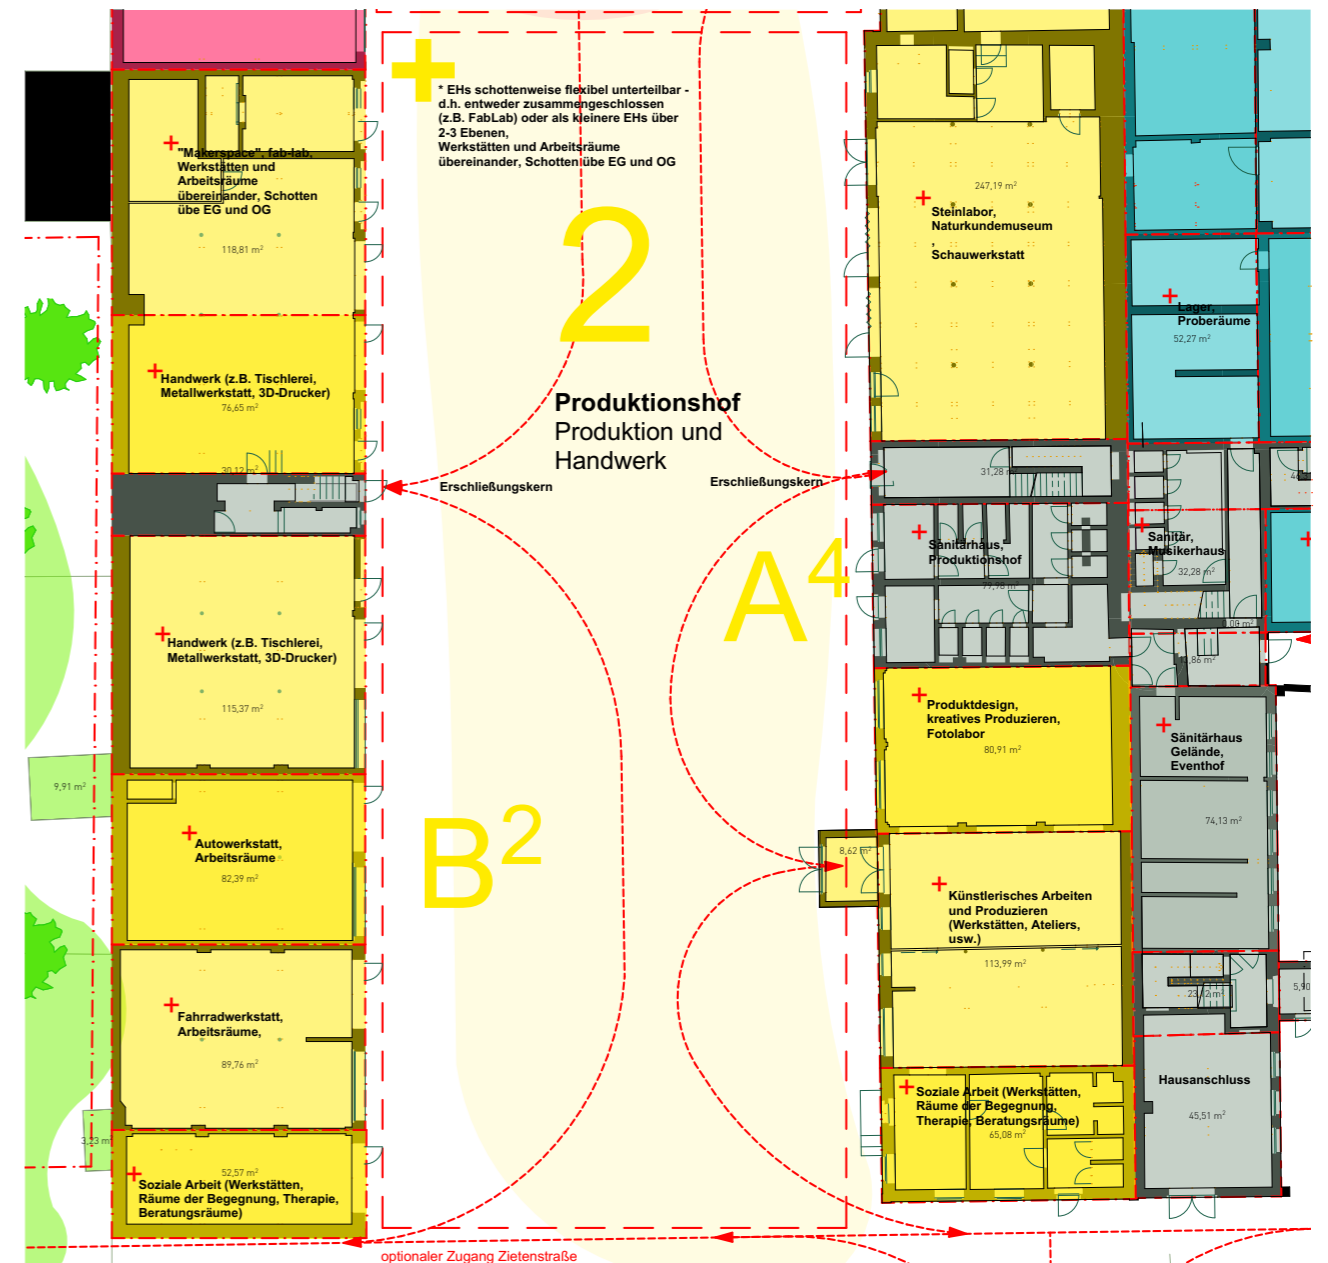 * EHs schottenweise flexibel unterteilbar -
d.h. entweder zusammengeschlossen
(z.B. FabLab) oder als kleinere EHs über
2-3 Ebenen,
Werkstätten und Arbeitsräume
übereinander, Schotten übe EG und OG
2
Produktionshof
Produktion und
Handwerk
Erschließungskern
Erschließungskern
A4
B2
"Makerspace", fab-lab,
Werkstätten und
Arbeitsräume
übereinander, Schotten
übe EG und OG
118,81 m²
Handwerk (z.B. Tischlerei,
Metallwerkstatt, 3D-Drucker)
76,65 m²
30,12 m²
Handwerk (z.B. Tischlerei,
Metallwerkstatt, 3D-Drucker)
115,37 m²
9,91 m²
Autowerkstatt,
Arbeitsräume
82,39 m²
Fahrradwerkstatt,
Arbeitsräume,
89,76 m²
52,57 m²
Soziale Arbeit (Werkstätten,
Räume der Begegnung, Therapie,
Beratungsräume)
247,19 m²
Steinlabor,
Naturkundemuseum
,
Schauwerkstatt
Lager,
Proberäume
52,27 m²
31,28 m²
Sanitärhaus,
Produktionshof
77,98 m²
Sanitär,
Musikerhaus
32,28 m²
Produktdesign,
kreatives Produzieren,
Fotolabor
80,91 m²
Sänitärhaus
Gelände,
Eventhof
74,13 m²
8,62 m²
Künstlerisches Arbeiten
und Produzieren
(Werkstätten, Ateliers,
usw.)
113,99 m²
23,12 m²
5,90
Soziale Arbeit (Werkstätten,
Räume der Begegnung,
Therapie, Beratungsräume)
65,08 m²
Hausanschluss
45,51 m²
optionaler Zugang Zietenstraße